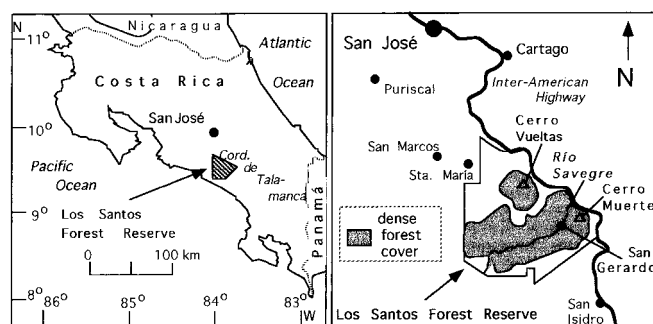 N
Nicaragua
11°
Atlantic
Ocean
Costa Rica
San José
10°
Cord.
de
Tala-
manca
Pacific
Ocean
Los Santos
Forest Reserve
9°
Panamá
0 100 km
8°
86° 85° 84° 83° W
San José
Cartago
N
Inter-American
Highway
Puriscal
Cerro
Vueltas
San Marcos
Sta. María
Río
Savegre
Cerro
Muerte
dense
forest
cover
San
Gerardo
Los Santos Forest Reserve
San
Isidro